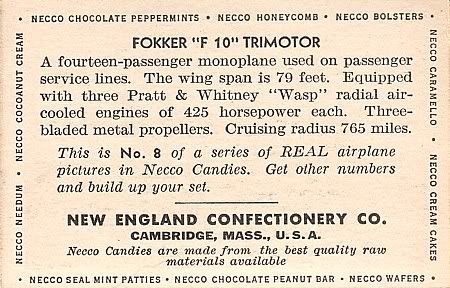 • NECCO CHOCOLATE PEPPERMINTS • NECCO HONEYCOMB • NECCO BOLSTERS •
FOKKER "F 10" TRIMOTOR
A fourteen-passenger monoplane used on passenger
service lines. The wing span is 79 feet. Equipped
with three Pratt & Whitney "Wasp" radial air-
cooled engines of 425 horsepower each. Three-
bladed metal propellers. Cruising radius 765 miles.
This is No. 8 of a series of REAL airplane
pictures in Necco Candies. Get other numbers
and build up your set.
NEW ENGLAND CONFECTIONERY CO.
CAMBRIDGE, MASS., U. S. A.
Necco Candies are made from the best quality raw
materials available
NECCO CARAMELLO • NECCO CREAM CAKES
• NECCO SEAL MINT PATTIES • NECCO CHOCOLATE PEANUT BAR • NECCO WAFERS •
NECCO NEEDUM • NECCO COCOANUT CREAM